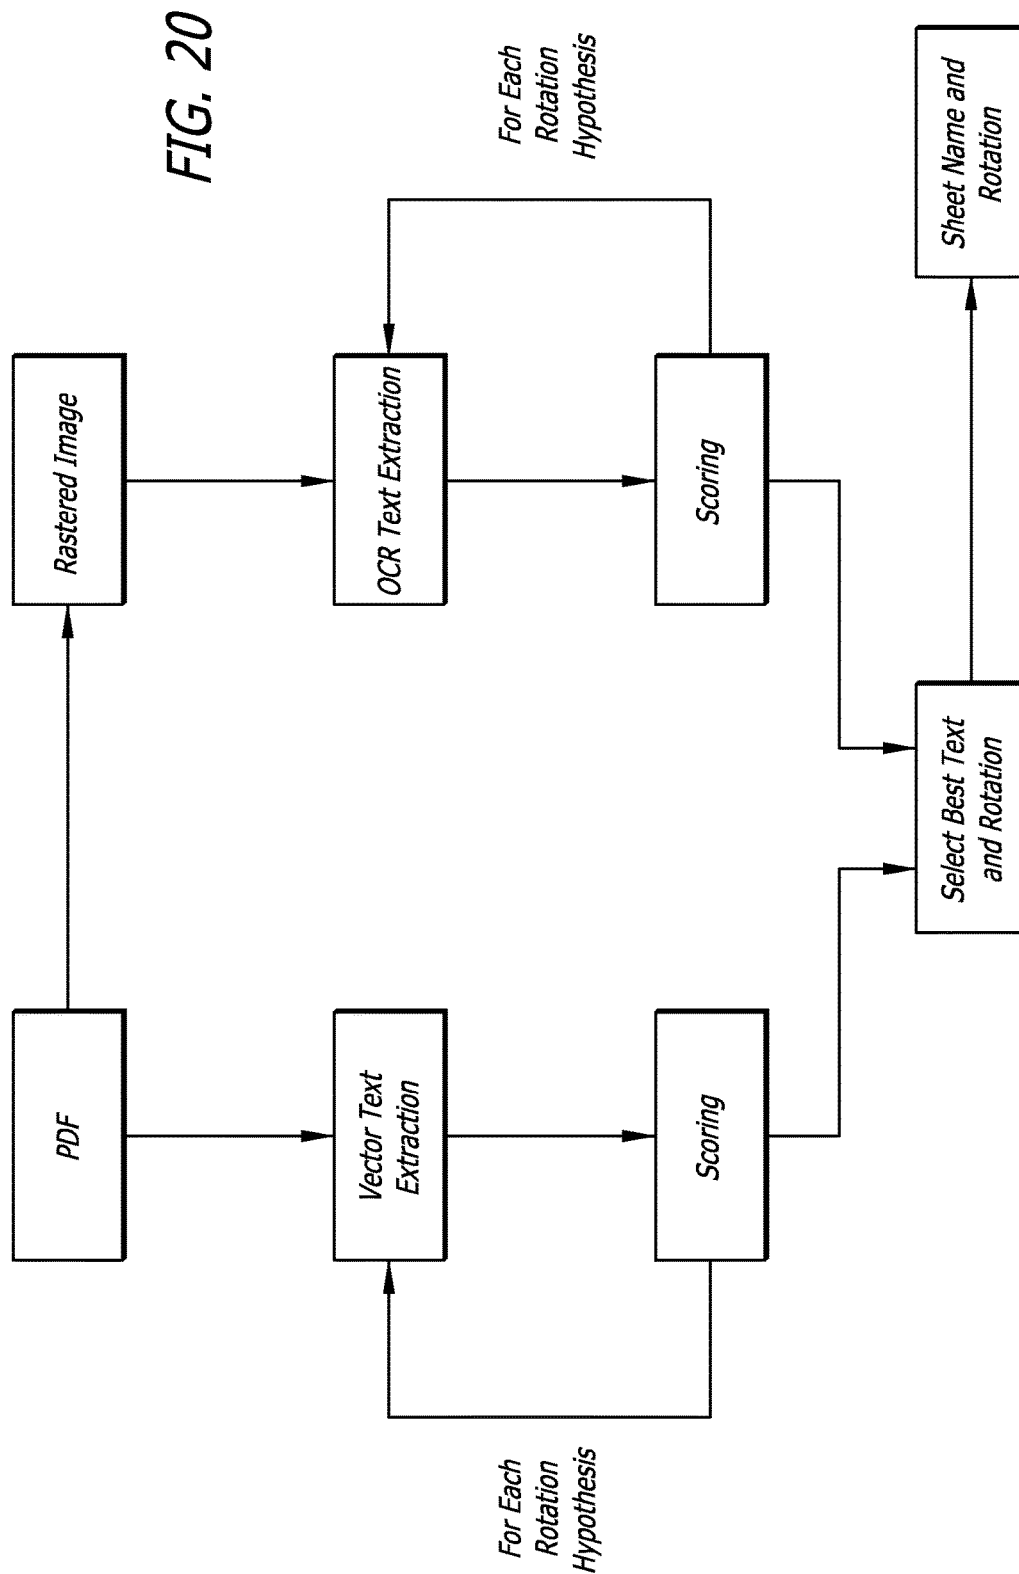 FIG. 20
PDF
Rastered Image
Vector Text
Extraction
OCR Text Extraction
For Each
Rotation
Hypothesis
For Each
Rotation
Hypothesis
Scoring
Scoring
Select Best Text
and Rotation
Sheet Name and
Rotation